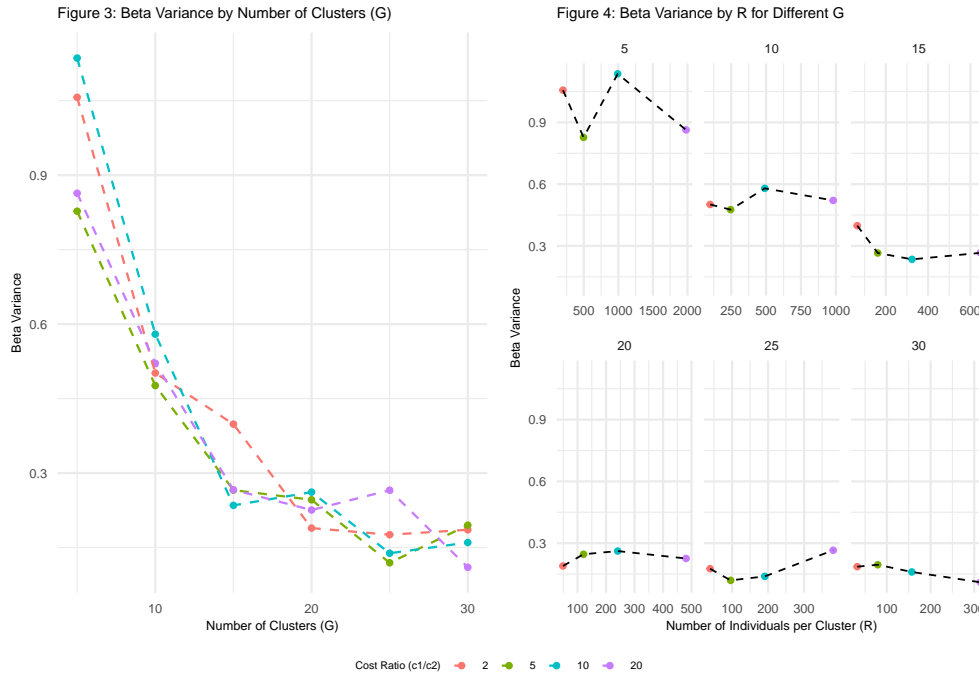 Figure 3: Beta Variance by Number of Clusters (G)
Beta Variance
0.9
0.6
0.3
10 20 30
Number of Clusters (G)
Figure 4: Beta Variance by R for Different G
Beta Variance
5 10 15
0.9
0.6
0.3
500 1000 1500 2000 250 500 750 1000 200 400 600
20 25 30
0.9
0.6
0.3
100 200 300 400 500 100 200 300 100 200 300
Number of Individuals per Cluster (R)
Cost Ratio (c1/c2) 2 5 10 20